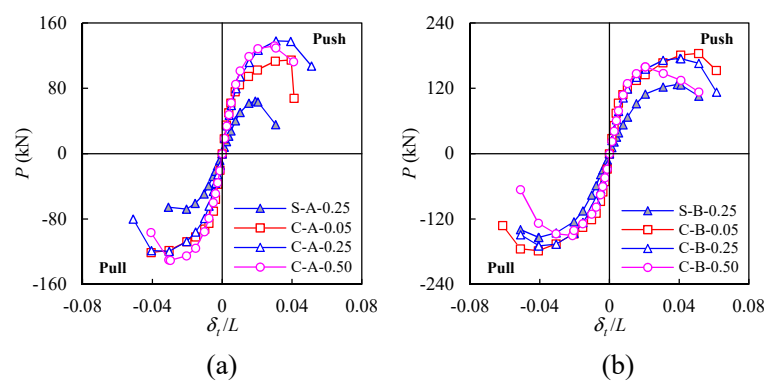 160
Push
80
P (kN)
0
-80
Pull
-160
S-A-0.25
C-A-0.05
C-A-0.25
C-A-0.50
-0.08 -0.04 0 0.04 0.08
δt/L
(a)
240
Push
120
P (kN)
0
-120
Pull
-240
S-B-0.25
C-B-0.05
C-B-0.25
C-B-0.50
-0.08 -0.04 0 0.04 0.08
δt/L
(b)